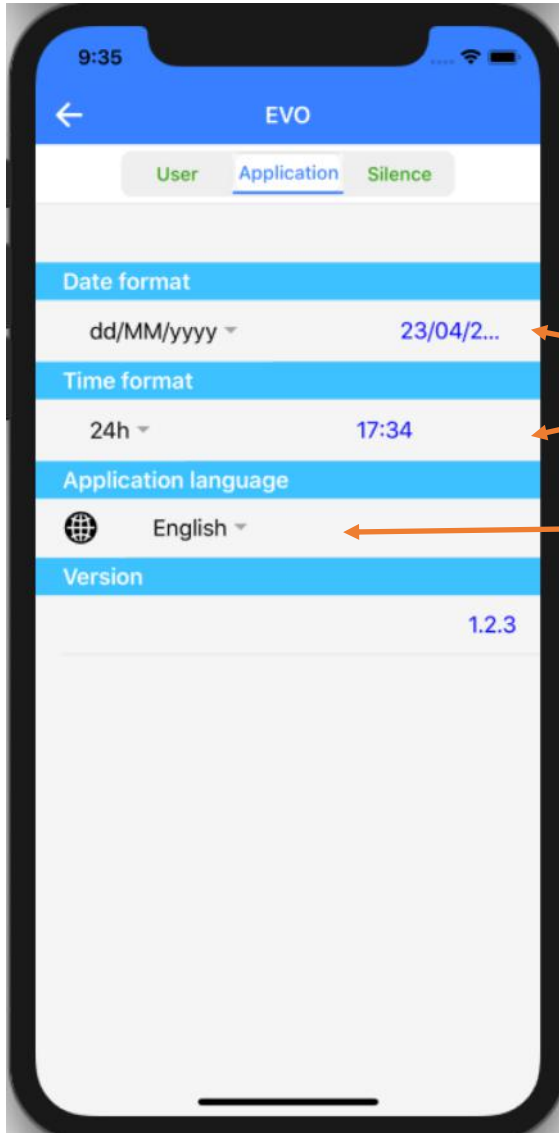 9:35
EVO
User Application Silence
Date format
dd/MM/yyyy 23/04/2...
Time format
24h 17:34
Application language
English
Version
1.2.3